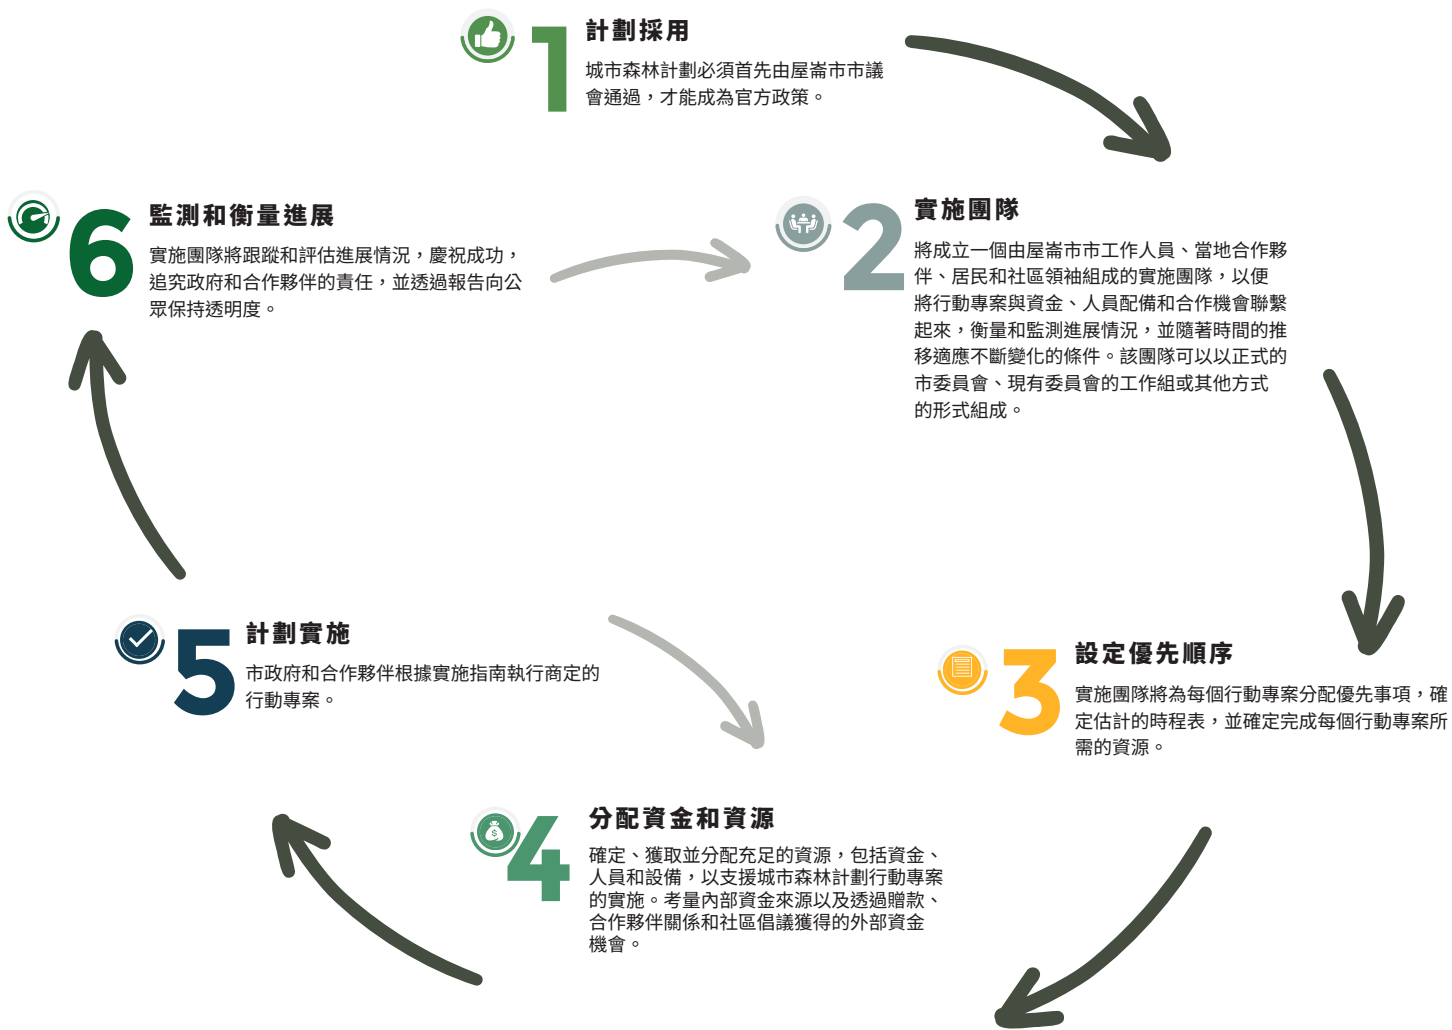 1
計劃採用
城市森林計劃必須首先由屋崙市市議
會通過，才能成為官方政策。
2
實施團隊
將成立一個由屋崙市市工作人員、當地合作夥
伴、居民和社區領袖組成的實施團隊，以便
將行動專案與資金、人員配備和合作機會聯繫
起來，衡量和監測進展情況，並隨著時間的推
移適應不斷變化的條件。該團隊可以以正式的
市委員會、現有委員會的工作組或其他方式
的形式組成。
3
設定優先順序
實施團隊將為每個行動專案分配優先事項，確
定估計的時程表，並確定完成每個行動專案所
需的資源。
4
分配資金和資源
確定、獲取並分配充足的資源，包括資金、
人員和設備，以支援城市森林計劃行動專案
的實施。考量內部資金來源以及透過贈款、
合作夥伴關係和社區倡議獲得的外部資金
機會。
5
計劃實施
市政府和合作夥伴根據實施指南執行商定的
行動專案。
6
監測和衡量進展
實施團隊將跟蹤和評估進展情況，慶祝成功，
追究政府和合作夥伴的責任，並透過報告向公
眾保持透明度。